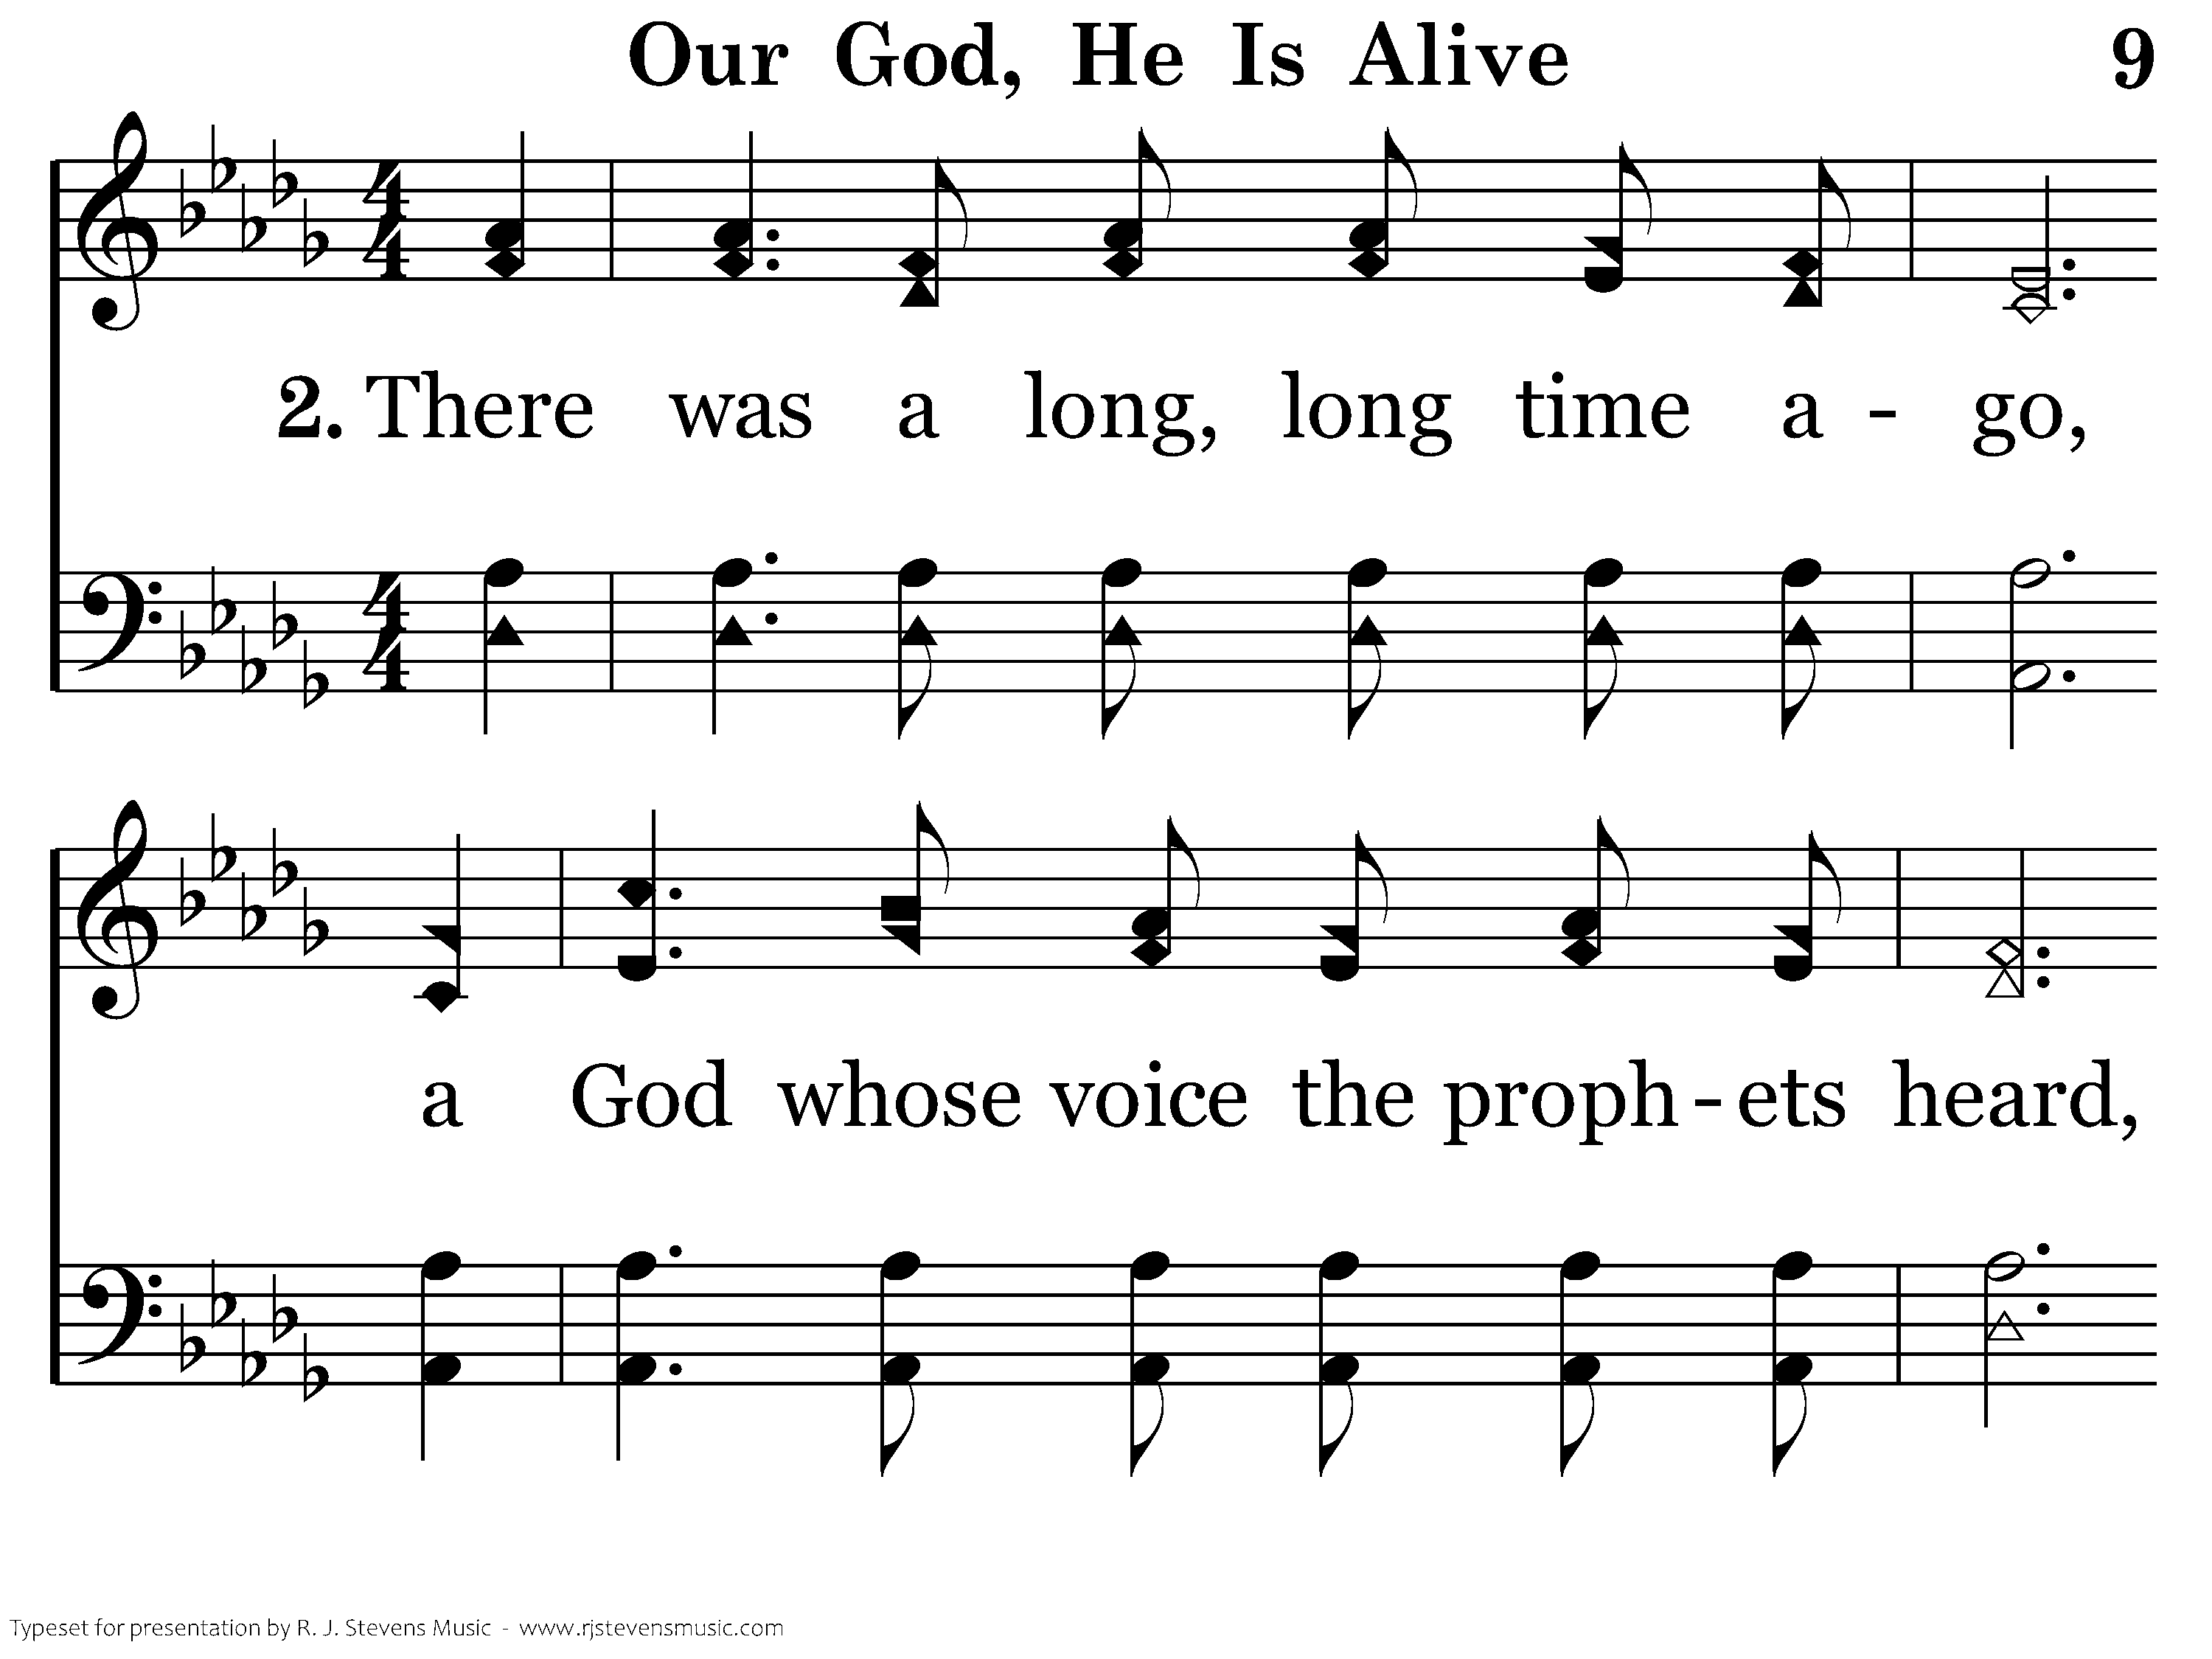 Our God, He Is Alive 9
2. There was a long, long time a - go,
a God whose voice the proph - ets heard,
Typeset for presentation by R. J. Stevens Music - www.rjstevensmusic.com